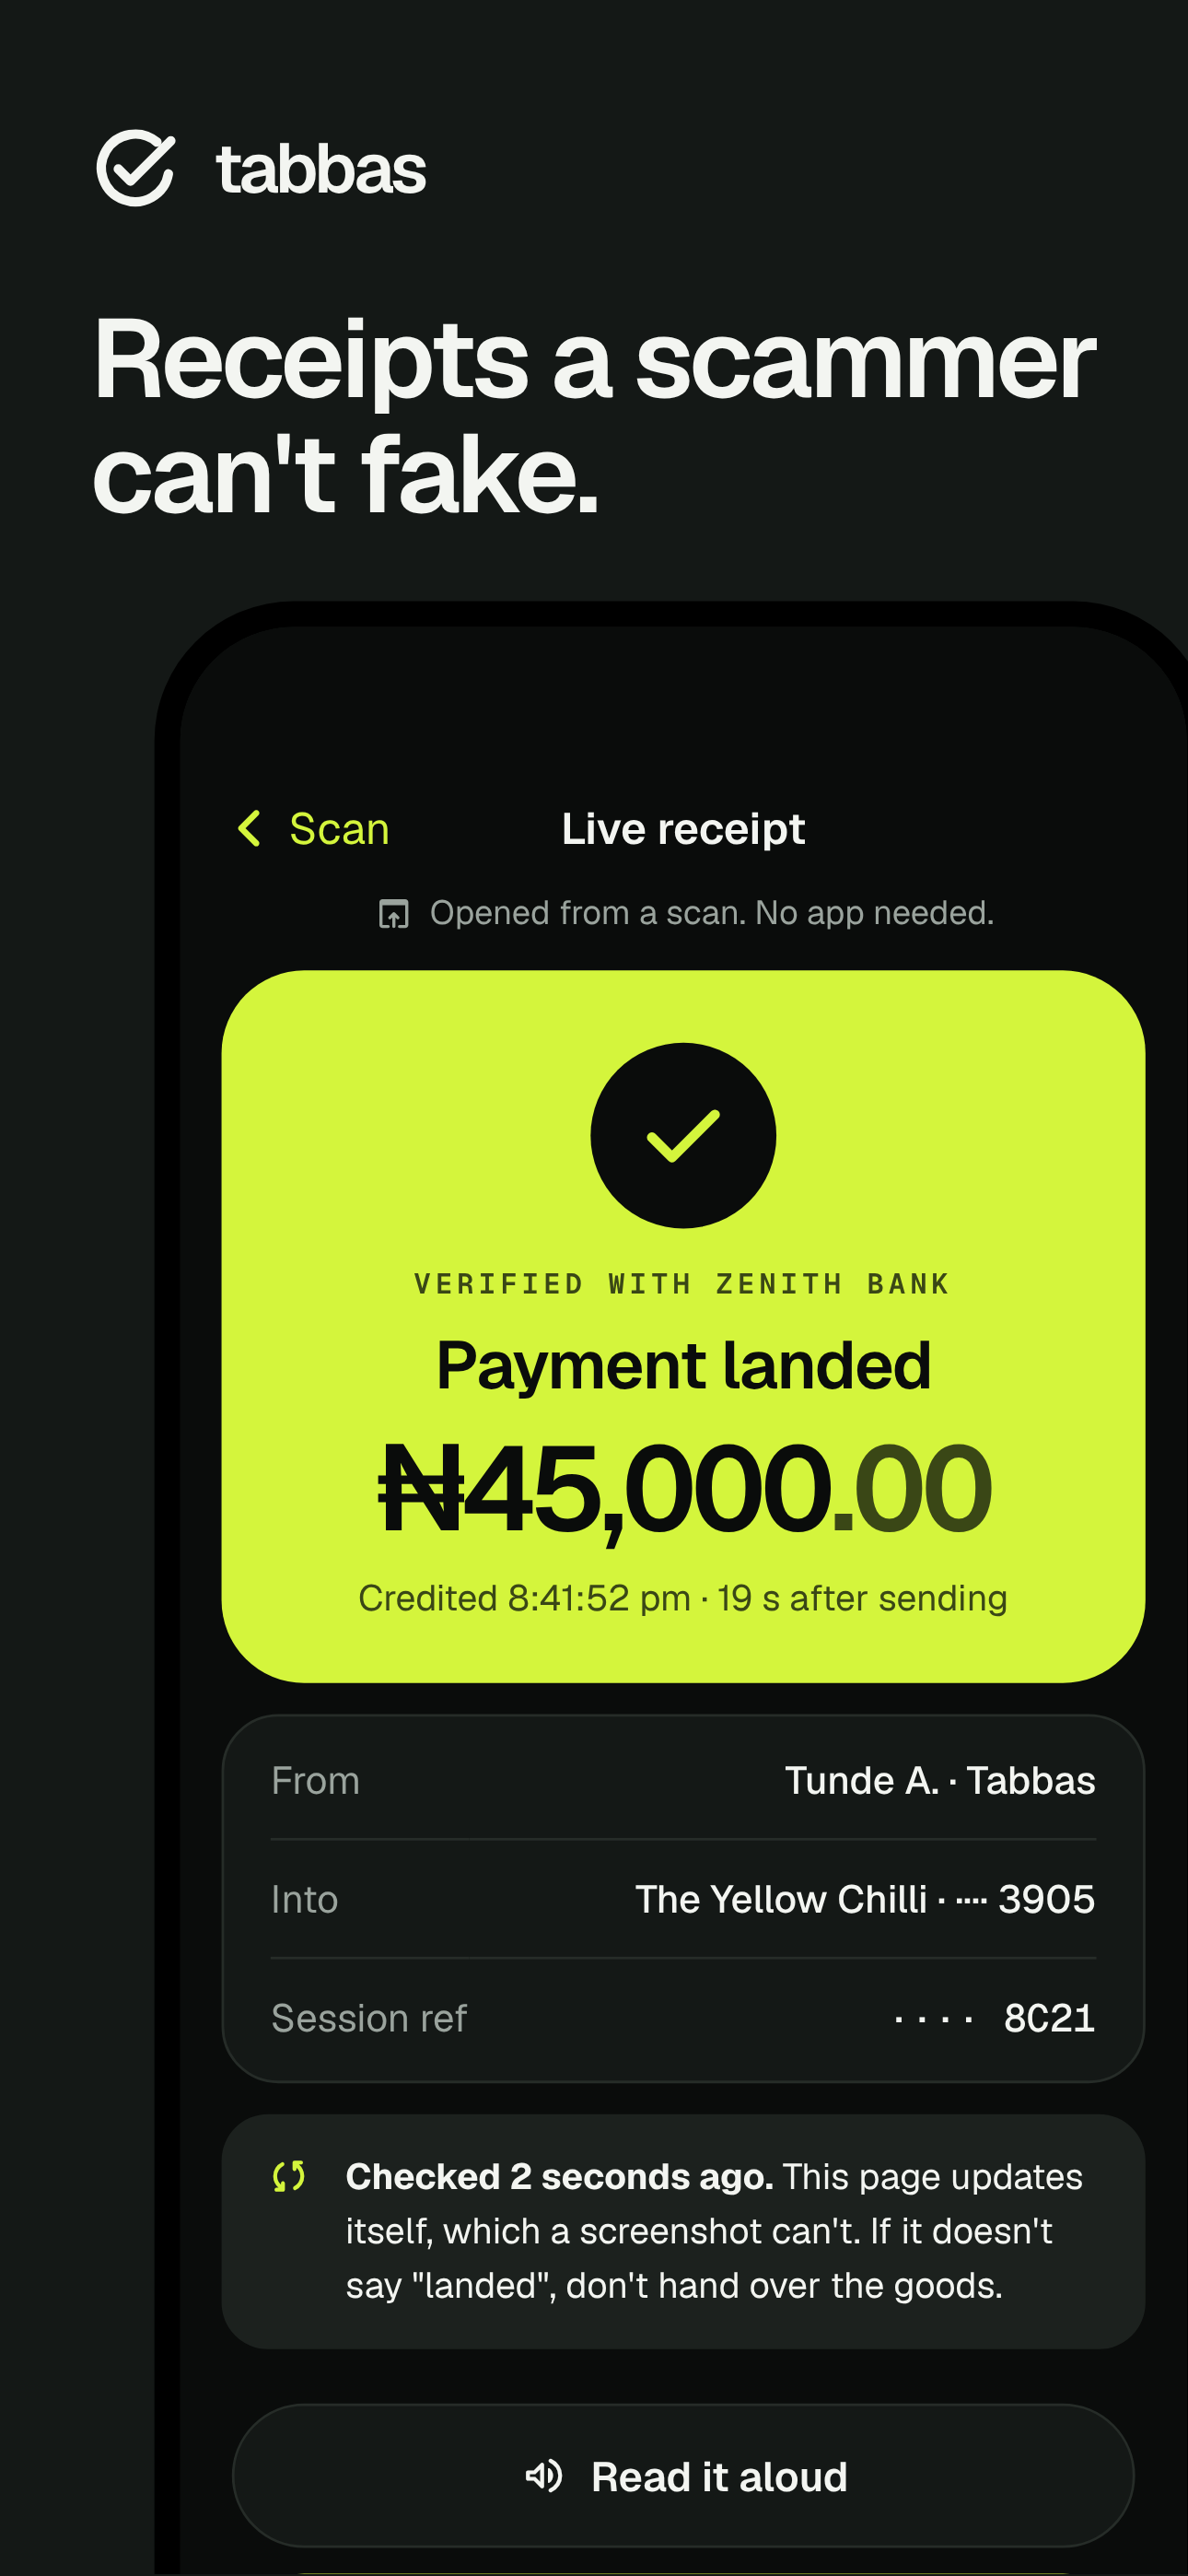 tabbas
Receipts a scammer
can't fake.
Scan
Live receipt
Opened from a scan. No app needed.
VERIFIED WITH ZENITH BANK
Payment landed
₦45,000.00
Credited 8:41:52 pm · 19 s after sending
From
Tunde A. · Tabbas
Into
The Yellow Chilli · ···· 3905
Session ref
···· 8C21
Checked 2 seconds ago. This page updates
itself, which a screenshot can't. If it doesn't
say "landed", don't hand over the goods.
Read it aloud